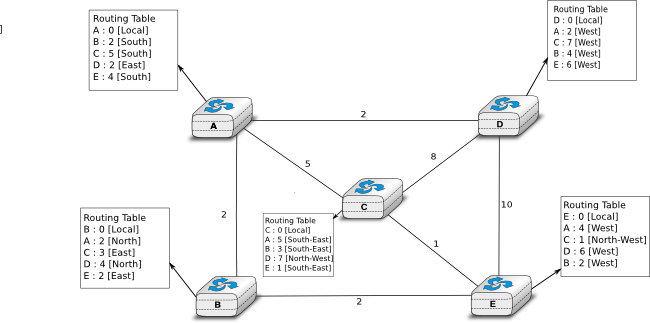 Routing Table
A : 0 [Local]
B : 2 [South]
C : 5 [South]
D : 2 [East]
E : 4 [South]
Routing Table
D : 0 [Local]
A : 2 [West]
C : 7 [West]
B : 4 [West]
E : 6 [West]
]
A
2
D
5
8
C
2
10
Routing Table
B : 0 [Local]
A : 2 [North]
C : 3 [East]
D : 4 [North]
E : 2 [East]
Routing Table
C : 0 [Local]
A : 5 [South-East]
B : 3 [South-East]
D : 7 [North-West]
E : 1 [South-East]
1
Routing Table
E : 0 [Local]
A : 4 [West]
C : 1 [North-West]
D : 6 [West]
B : 2 [West]
B
2
E